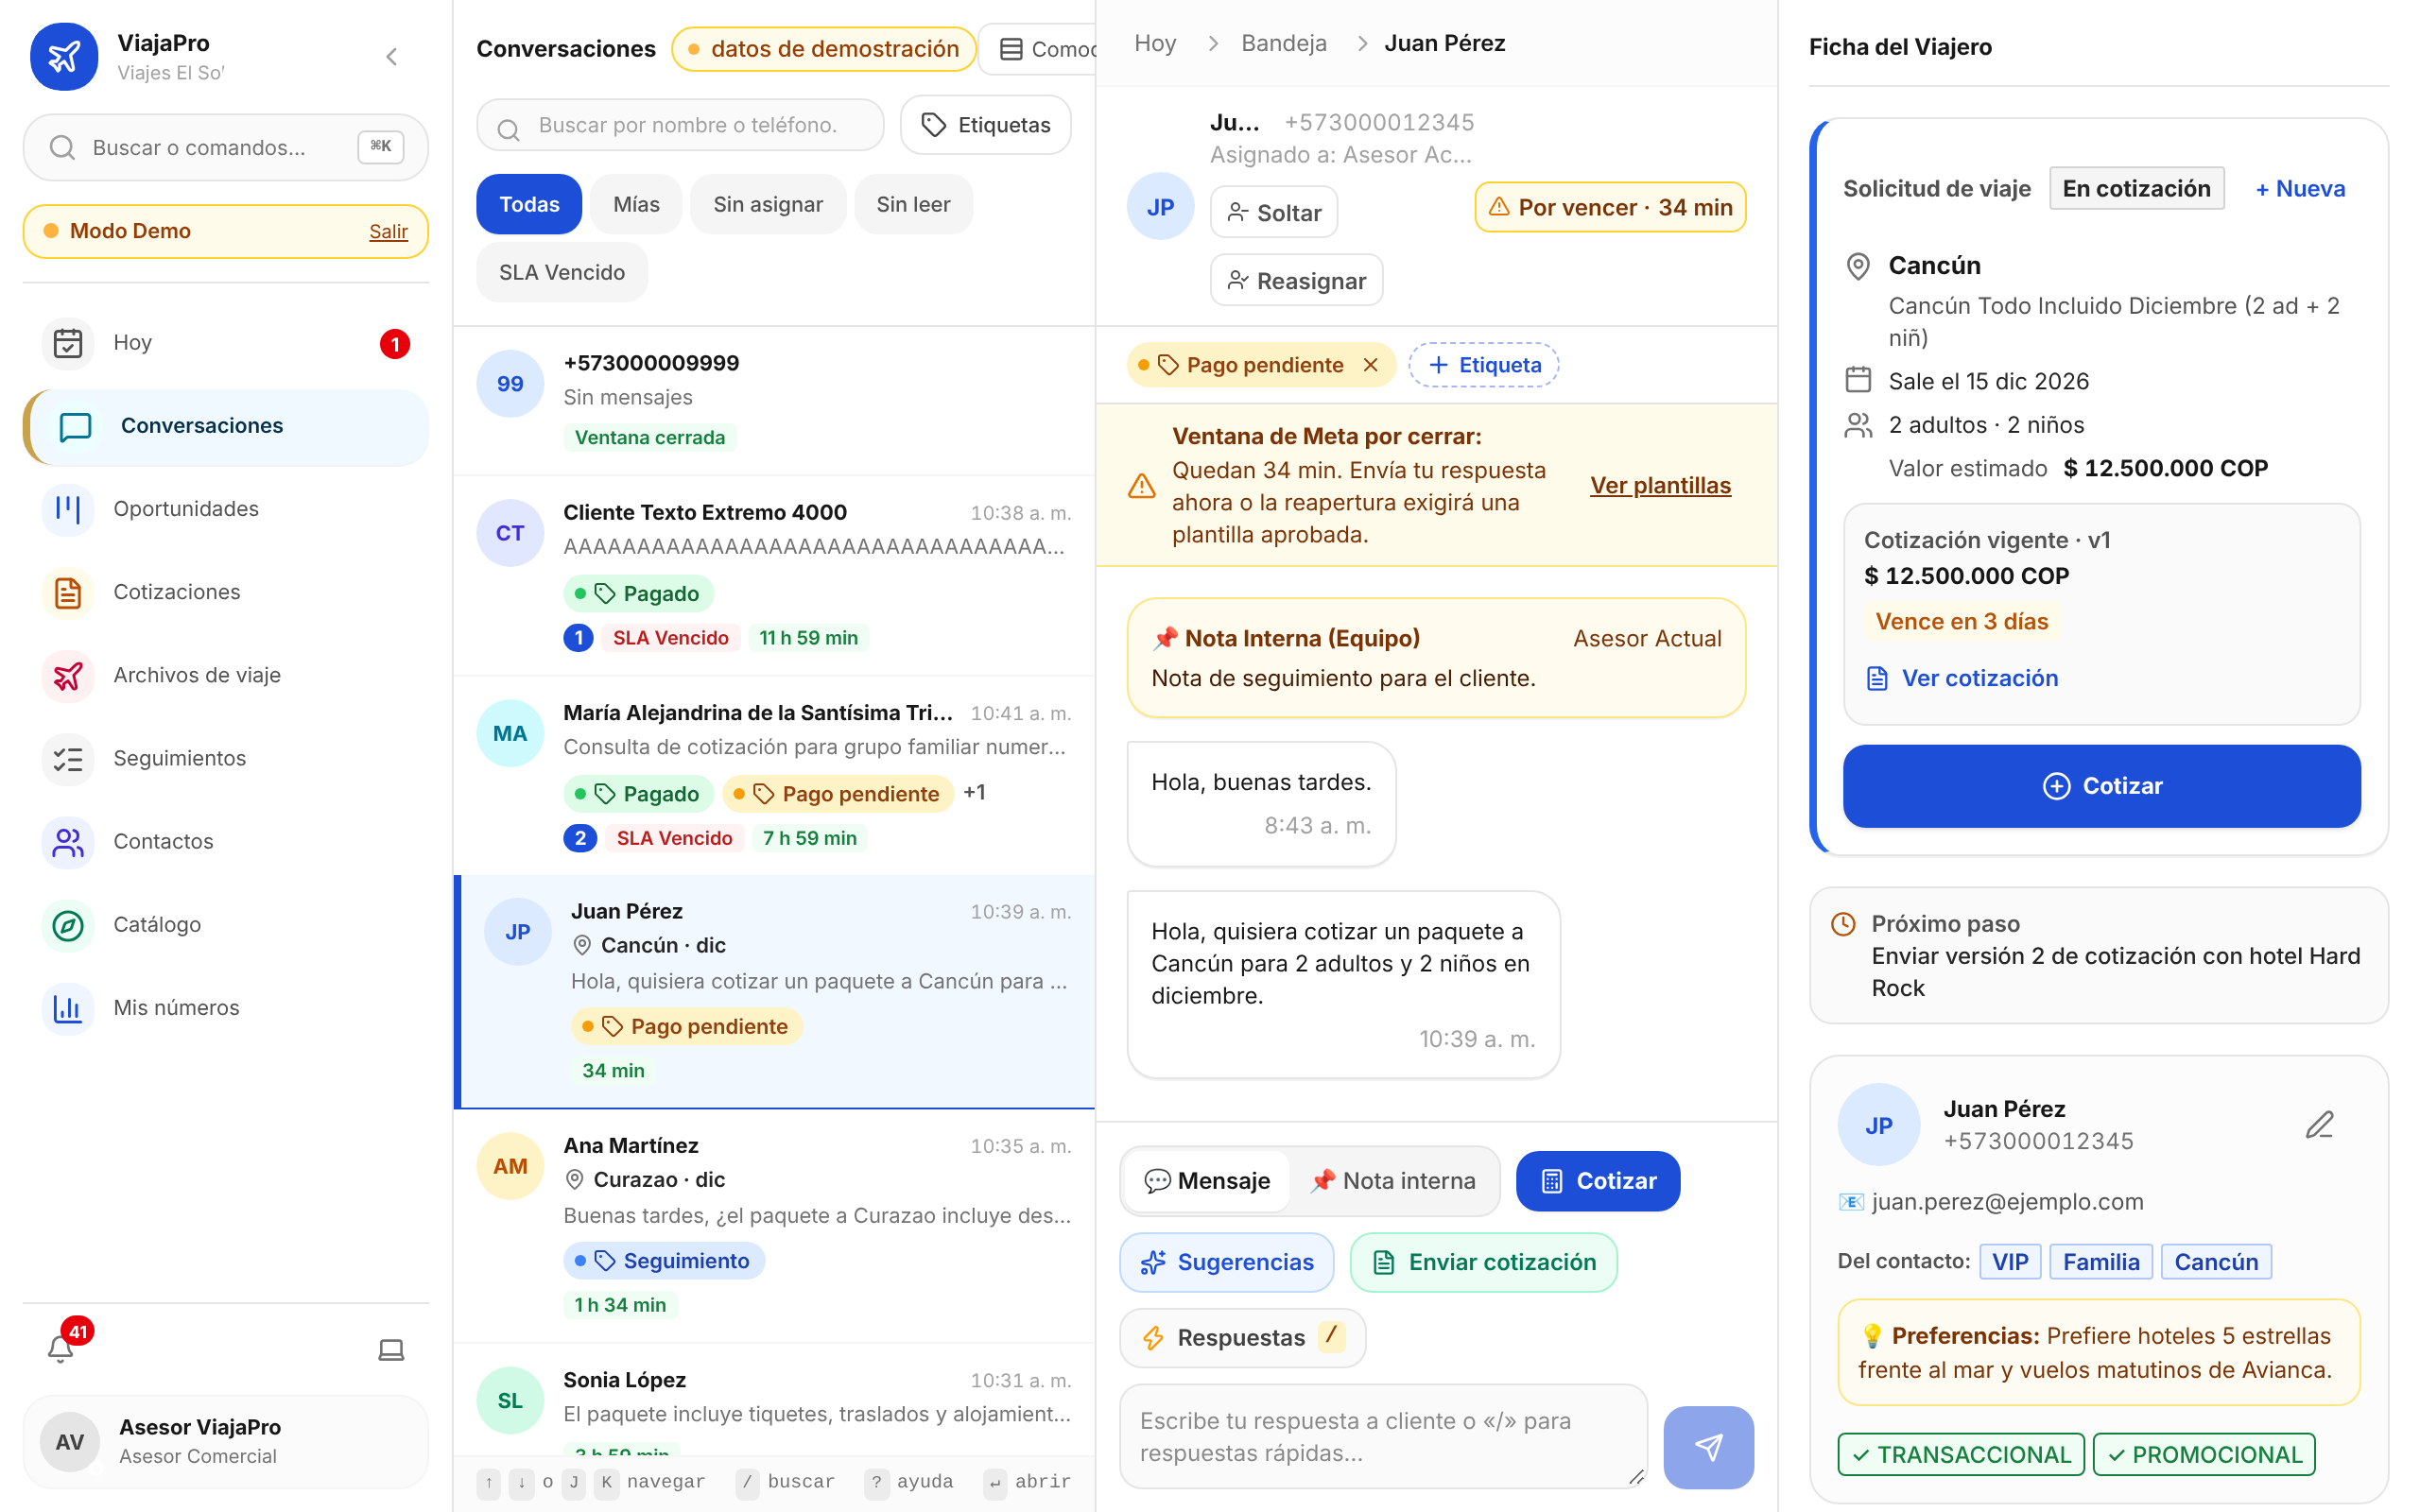 ViajaPro
Viajes El So'
Buscar o comandos...
⌘K
Modo Demo
Salir
Hoy
1
Conversaciones
Oportunidades
Cotizaciones
Archivos de viaje
Seguimientos
Contactos
Catálogo
Mis números
41
AV
Asesor ViajaPro
Asesor Comercial
Conversaciones
datos de demostración
Buscar por nombre o teléfono.
Etiquetas
Todas
Mías
Sin asignar
Sin leer
SLA Vencido
99
+573000009999
Sin mensajes
Ventana cerrada
CT
Cliente Texto Extremo 4000
10:38 a. m.
AAAAAAAAAAAAAAAAAAAAAAAAAAAAAAAAA...
Pagado
1
SLA Vencido
11 h 59 min
MA
María Alejandrina de la Santísima Tri...
10:41 a. m.
Consulta de cotización para grupo familiar numer...
Pagado
Pago pendiente
+1
2
SLA Vencido
7 h 59 min
JP
Juan Pérez
10:39 a. m.
Cancún · dic
Hola, quisiera cotizar un paquete a Cancún para ...
Pago pendiente
34 min
AM
Ana Martínez
10:35 a. m.
Curazao · dic
Buenas tardes, ¿el paquete a Curazao incluye des...
Seguimiento
1 h 34 min
SL
Sonia López
10:31 a. m.
El paquete incluye tiquetes, traslados y alojamient...
↑ ↓ o J K navegar / buscar ? ayuda ↵ abrir
Hoy > Bandeja > Juan Pérez
JP
Ju... +573000012345
Asignado a: Asesor Ac...
Soltar
Reasignar
Por vencer · 34 min
Pago pendiente ×
+ Etiqueta
Ventana de Meta por cerrar:
Quedan 34 min. Envía tu respuesta
ahora o la reapertura exigirá una
plantilla aprobada.
Ver plantillas
📌 Nota Interna (Equipo)
Asesor Actual
Nota de seguimiento para el cliente.
Hola, buenas tardes.
8:43 a. m.
Hola, quisiera cotizar un paquete a
Cancún para 2 adultos y 2 niños en
diciembre.
10:39 a. m.
💬 Mensaje
📌 Nota interna
Cotizar
Sugerencias
Enviar cotización
Respuestas /
Escribe tu respuesta a cliente o «/» para
respuestas rápidas...
Ficha del Viajero
Solicitud de viaje
En cotización
+ Nueva
Cancún
Cancún Todo Incluido Diciembre (2 ad + 2
niñ)
Sale el 15 dic 2026
2 adultos · 2 niños
Valor estimado $ 12.500.000 COP
Cotización vigente · v1
$ 12.500.000 COP
Vence en 3 días
Ver cotización
Cotizar
Próximo paso
Enviar versión 2 de cotización con hotel Hard
Rock
JP
Juan Pérez
+573000012345
📧 juan.perez@ejemplo.com
Del contacto: VIP Familia Cancún
💡 Preferencias: Prefiere hoteles 5 estrellas
frente al mar y vuelos matutinos de Avianca.
✓ TRANSACCIONAL
✓ PROMOCIONAL